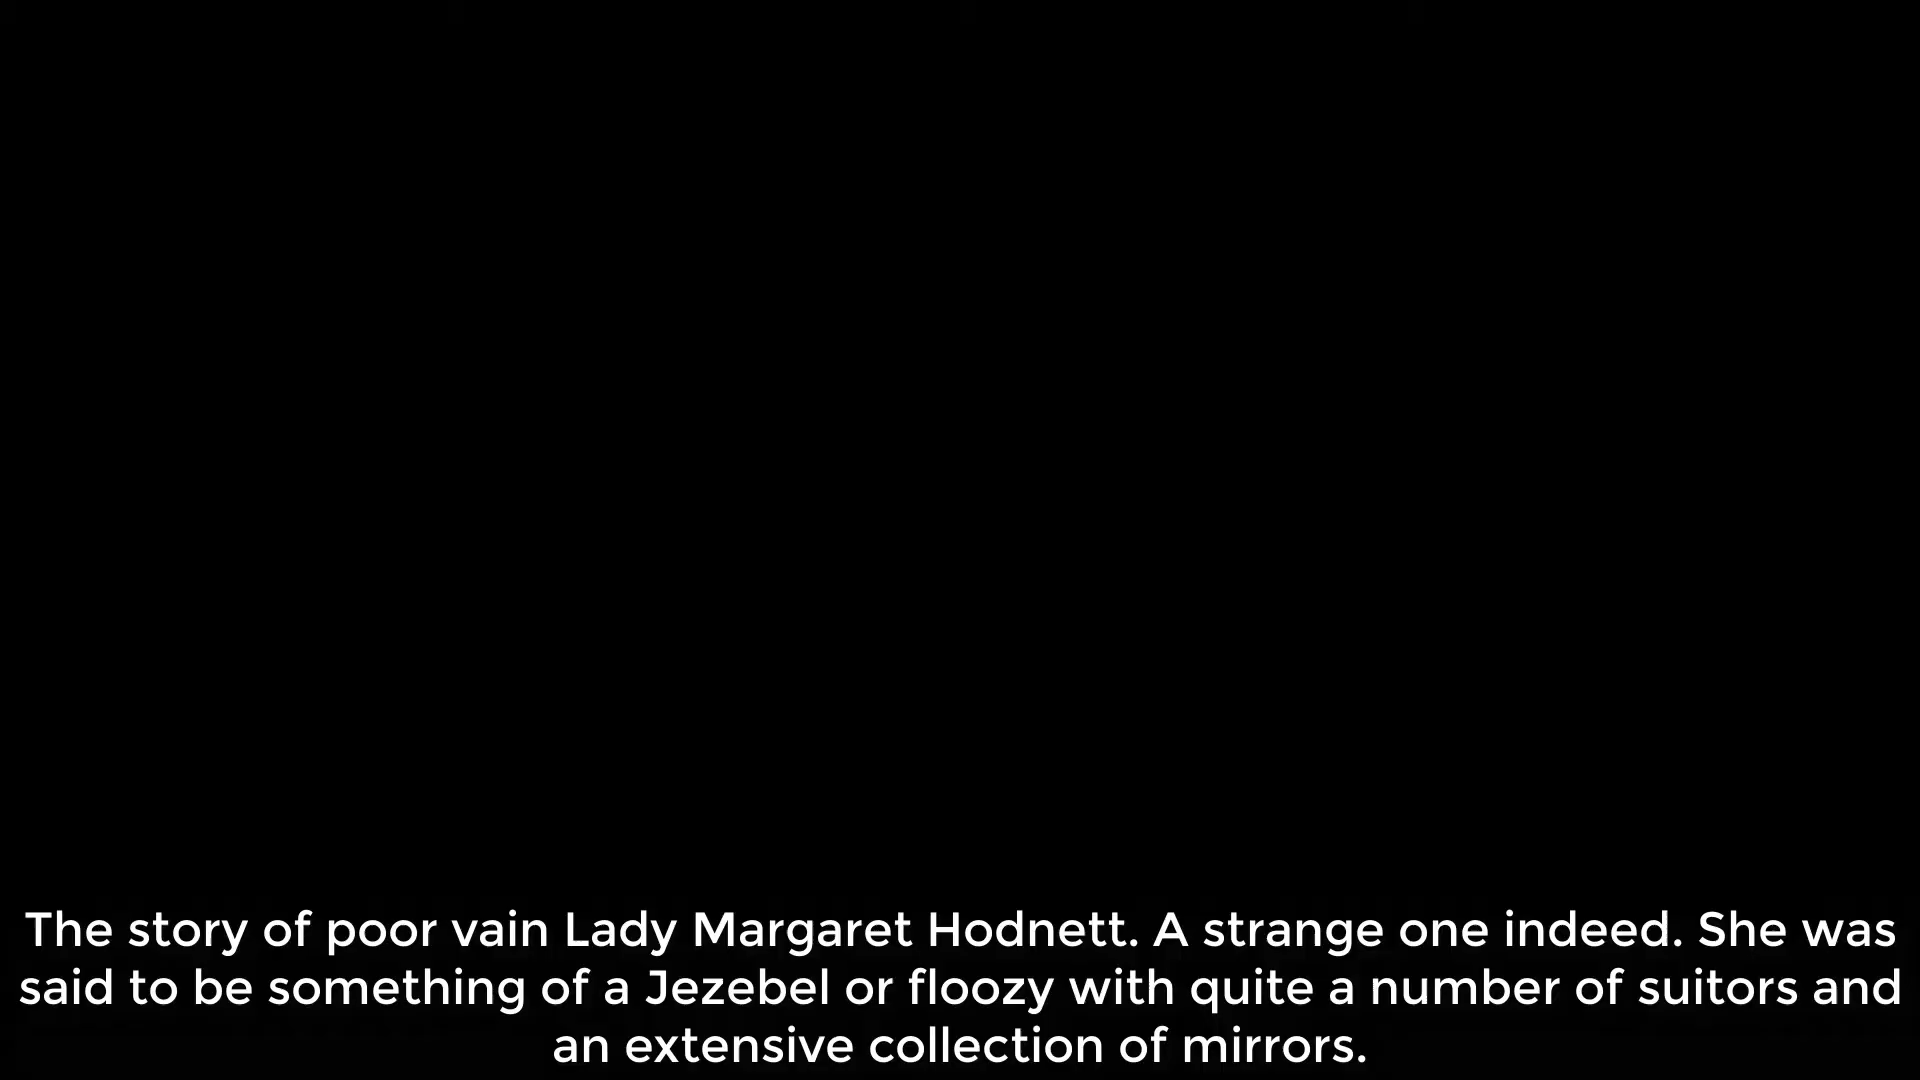 The story of poor vain Lady Margaret Hodnett. A strange one indeed. She was
said to be something of a Jezebel or floozy with quite a number of suitors and
an extensive collection of mirrors.